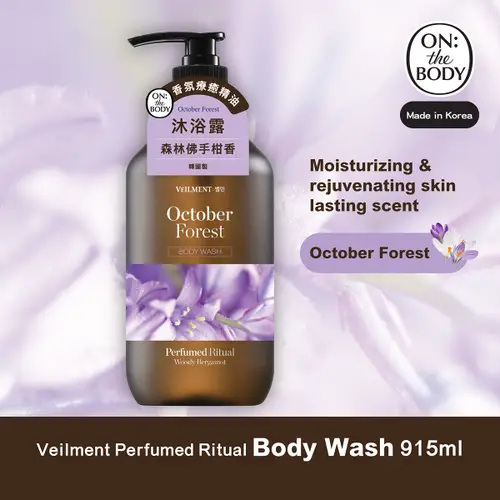 ON:
the
BODY
Made in Korea
ON:
the
BODY
香氛療癒精油
October Forest
沐浴露
森林佛手柑香
韓國製
VEILMENT·벨먼
October
Forest
BODY WASH
Perfumed Ritual
Woody Bergamot
Moisturizing &
rejuvenating skin
lasting scent
October Forest
Veilment Perfumed Ritual Body Wash 915ml